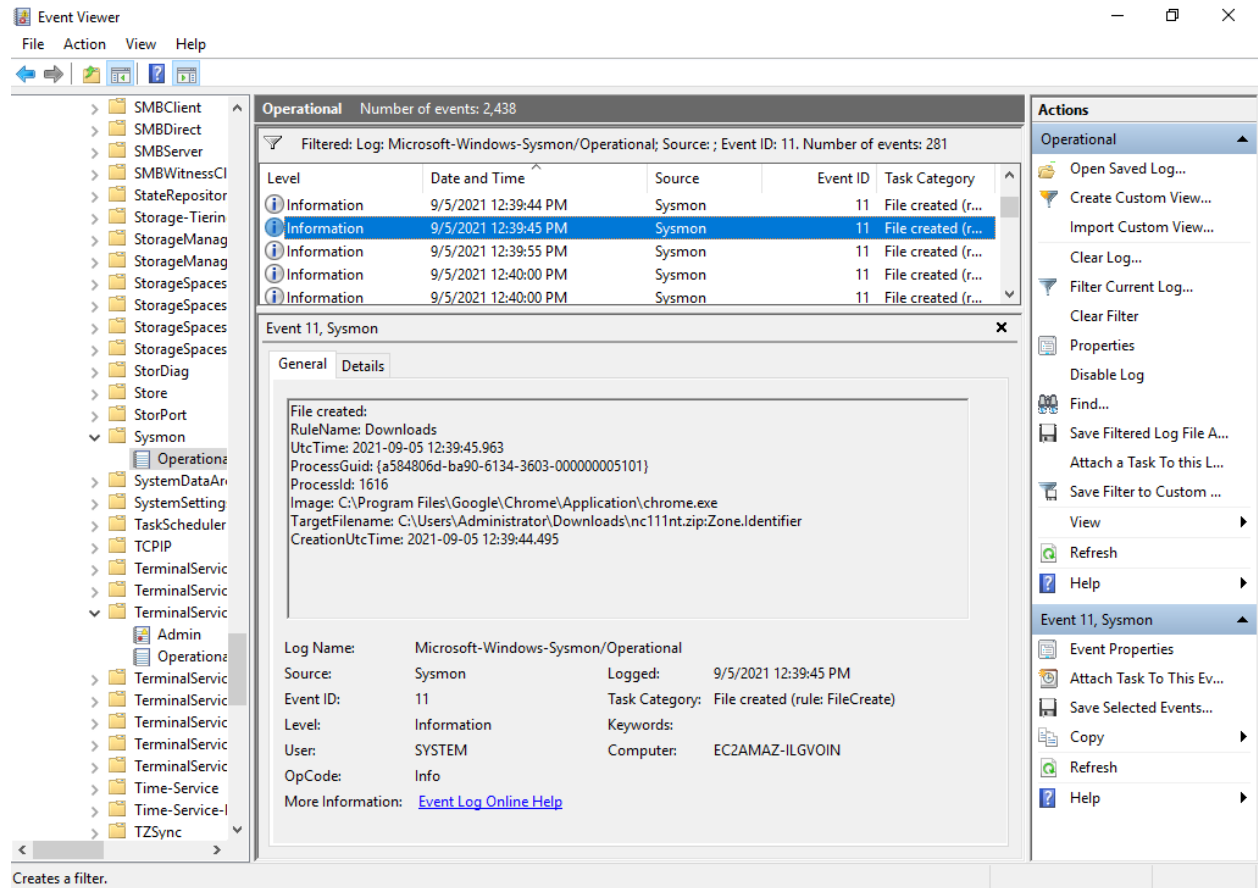 Event Viewer
File Action View Help
SMBClient
SMBDirect
SMBServer
SMBWitnessCl
StateRepositor
Storage-Tierin
StorageManag
StorageManag
StorageSpaces
StorageSpaces
StorageSpaces
StorageSpaces
StorDiag
Store
StorPort
Sysmon
Operationa
SystemDataAr
SystemSetting
TaskScheduler
TCPIP
TerminalServic
TerminalServic
TerminalServic
Admin
Operationa
TerminalServic
TerminalServic
TerminalServic
TerminalServic
TerminalServic
Time-Service
Time-Service-
TZSync
Operational Number of events: 2,438
Filtered: Log: Microsoft-Windows-Sysmon/Operational; Source: ; Event ID: 11. Number of events: 281
Level Date and Time Source Event ID Task Category
Information 9/5/2021 12:39:44 PM Sysmon 11 File created (r...
Information 9/5/2021 12:39:45 PM Sysmon 11 File created (r...
Information 9/5/2021 12:39:55 PM Sysmon 11 File created (r...
Information 9/5/2021 12:40:00 PM Sysmon 11 File created (r...
Information 9/5/2021 12:40:00 PM Sysmon 11 File created (r...
Event 11, Sysmon
General Details
File created:
RuleName: Downloads
UtcTime: 2021-09-05 12:39:45.963
ProcessGuid: {a584806d-ba90-6134-3603-000000005101}
ProcessId: 1616
Image: C:\Program Files\Google\Chrome\Application\chrome.exe
TargetFilename: C:\Users\Administrator\Downloads\nc111nt.zip:Zone.Identifier
CreationUtcTime: 2021-09-05 12:39:44.495
Log Name: Microsoft-Windows-Sysmon/Operational
Source: Sysmon Logged: 9/5/2021 12:39:45 PM
Event ID: 11 Task Category: File created (rule: FileCreate)
Level: Information Keywords:
User: SYSTEM Computer: EC2AMAZ-ILGVOIN
OpCode: Info
More Information: Event Log Online Help
Actions
Operational
Open Saved Log...
Create Custom View...
Import Custom View...
Clear Log...
Filter Current Log...
Clear Filter
Properties
Disable Log
Find...
Save Filtered Log File A...
Attach a Task To this L...
Save Filter to Custom ...
View
Refresh
Help
Event 11, Sysmon
Event Properties
Attach Task To This Ev...
Save Selected Events...
Copy
Refresh
Help
Creates a filter.